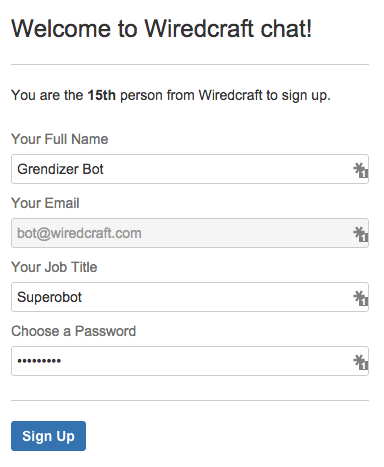 Welcome to Wiredcraft chat!
You are the 15th person from Wiredcraft to sign up.
Your Full Name
Grendizer Bot
Your Email
bot@wiredcraft.com
Your Job Title
Superobot
Choose a Password
•••••••••
Sign Up